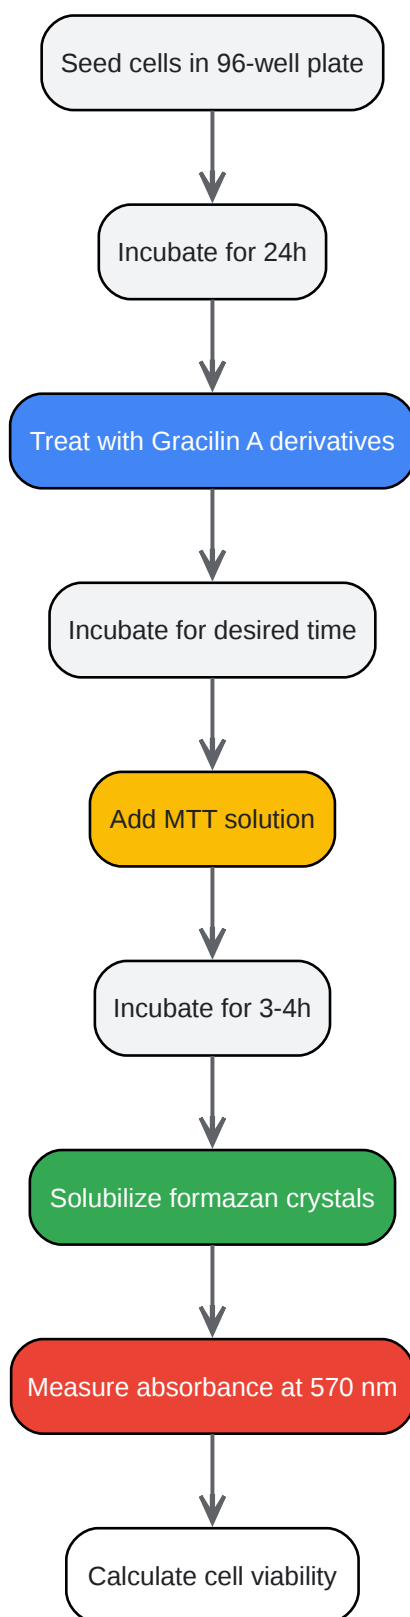 Seed cells in 96-well plate
Incubate for 24h
Treat with Gracilin A derivatives
Incubate for desired time
Add MTT solution
Incubate for 3-4h
Solubilize formazan crystals
Measure absorbance at 570 nm
Calculate cell viability